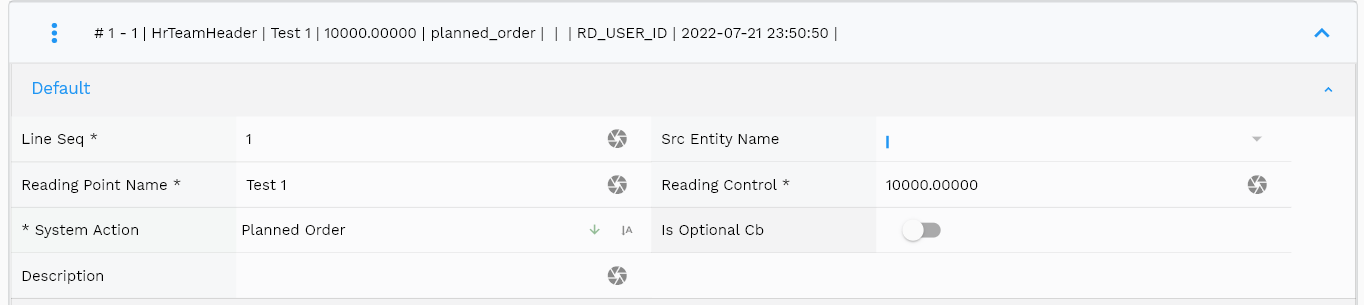 # 1 - 1 | HrTeamHeader | Test 1 | 10000.00000 | planned_order | | | RD_USER_ID | 2022-07-21 23:50:50 |
Default
Line Seq * 1 Src Entity Name
Reading Point Name * Test 1 Reading Control * 10000.00000
* System Action Planned Order |A Is Optional Cb
Description